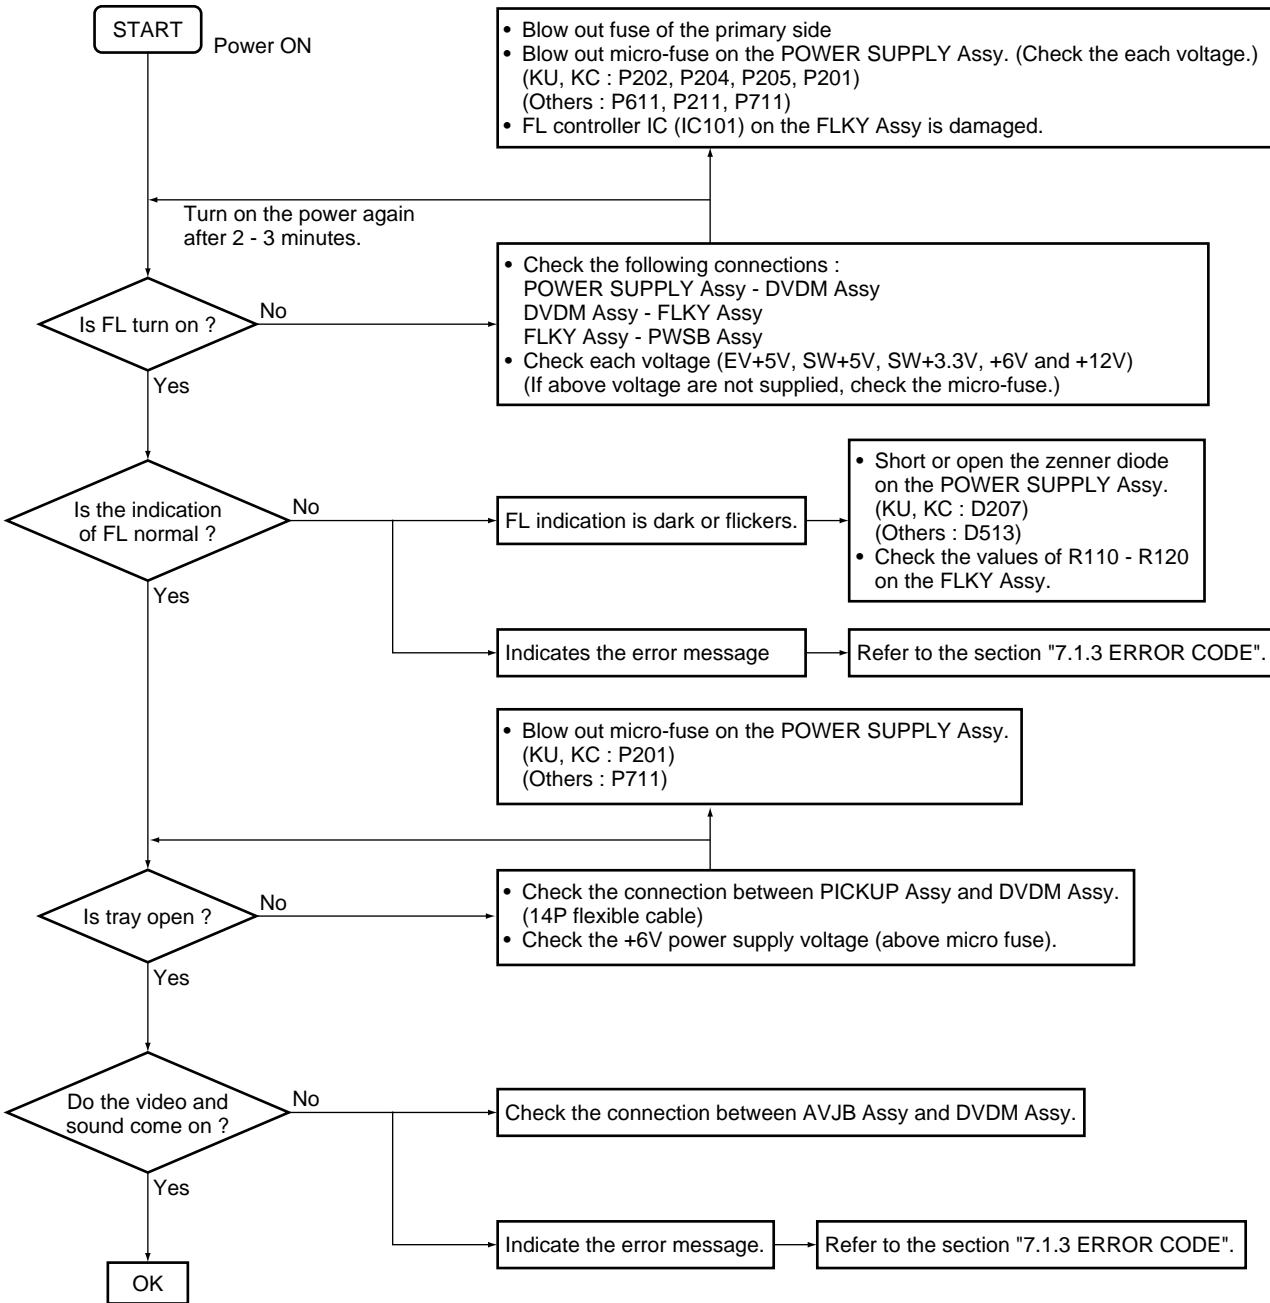 START
Power ON
• Blow out fuse of the primary side
• Blow out micro-fuse on the POWER SUPPLY Assy. (Check the each voltage.)
(KU, KC : P202, P204, P205, P201)
(Others : P611, P211, P711)
• FL controller IC (IC101) on the FLKY Assy is damaged.
Turn on the power again
after 2 - 3 minutes.
Is FL turn on ?
No
Yes
• Check the following connections :
POWER SUPPLY Assy - DVDM Assy
DVDM Assy - FLKY Assy
FLKY Assy - PWSB Assy
• Check each voltage (EV+5V, SW+5V, SW+3.3V, +6V and +12V)
(If above voltage are not supplied, check the micro-fuse.)
Is the indication
of FL normal ?
No
Yes
FL indication is dark or flickers.
• Short or open the zenner diode
on the POWER SUPPLY Assy.
(KU, KC : D207)
(Others : D513)
• Check the values of R110 - R120
on the FLKY Assy.
Indicates the error message
Refer to the section "7.1.3 ERROR CODE".
• Blow out micro-fuse on the POWER SUPPLY Assy.
(KU, KC : P201)
(Others : P711)
Is tray open ?
No
Yes
• Check the connection between PICKUP Assy and DVDM Assy.
(14P flexible cable)
• Check the +6V power supply voltage (above micro fuse).
Do the video and
sound come on ?
No
Yes
Check the connection between AVJB Assy and DVDM Assy.
Indicate the error message.
Refer to the section "7.1.3 ERROR CODE".
OK